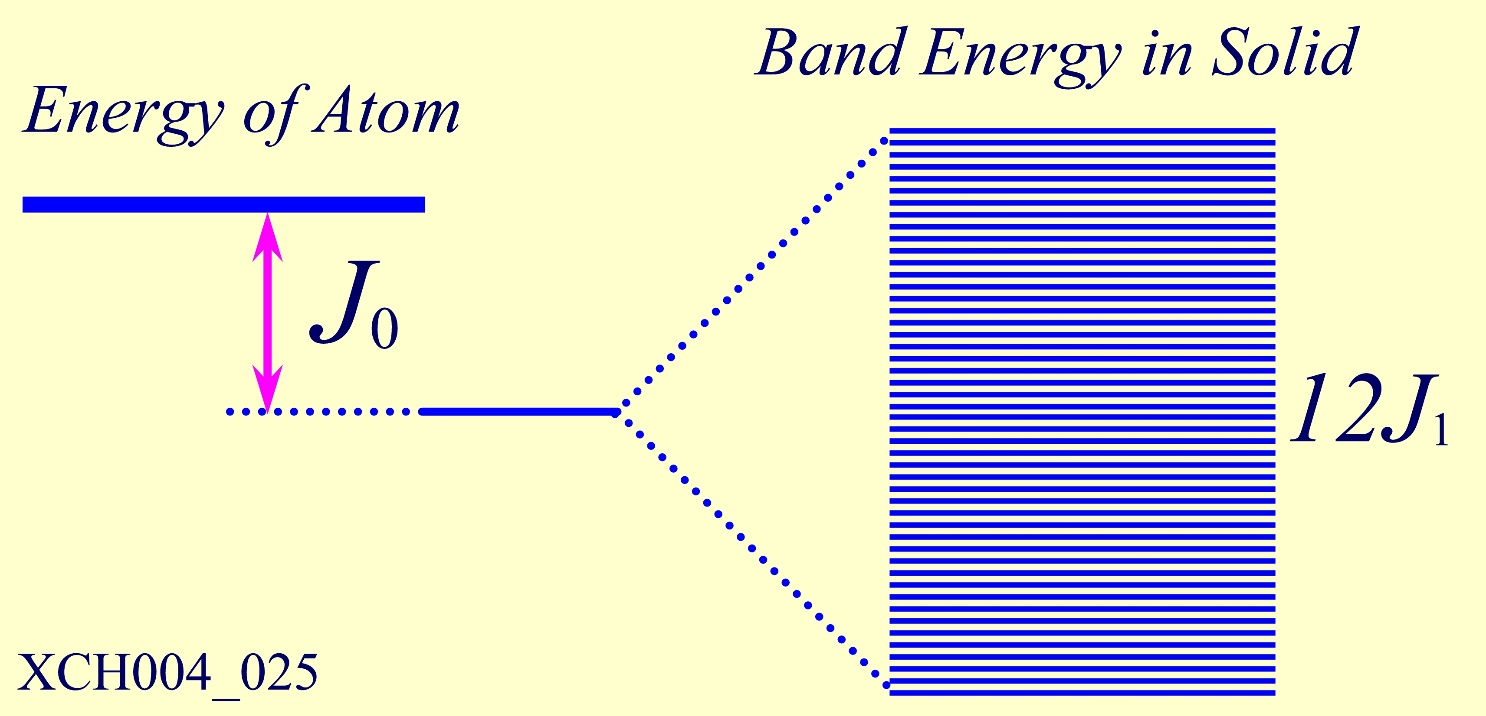 Band Energy in Solid
Energy of Atom
J0
12J1
XCH004_025